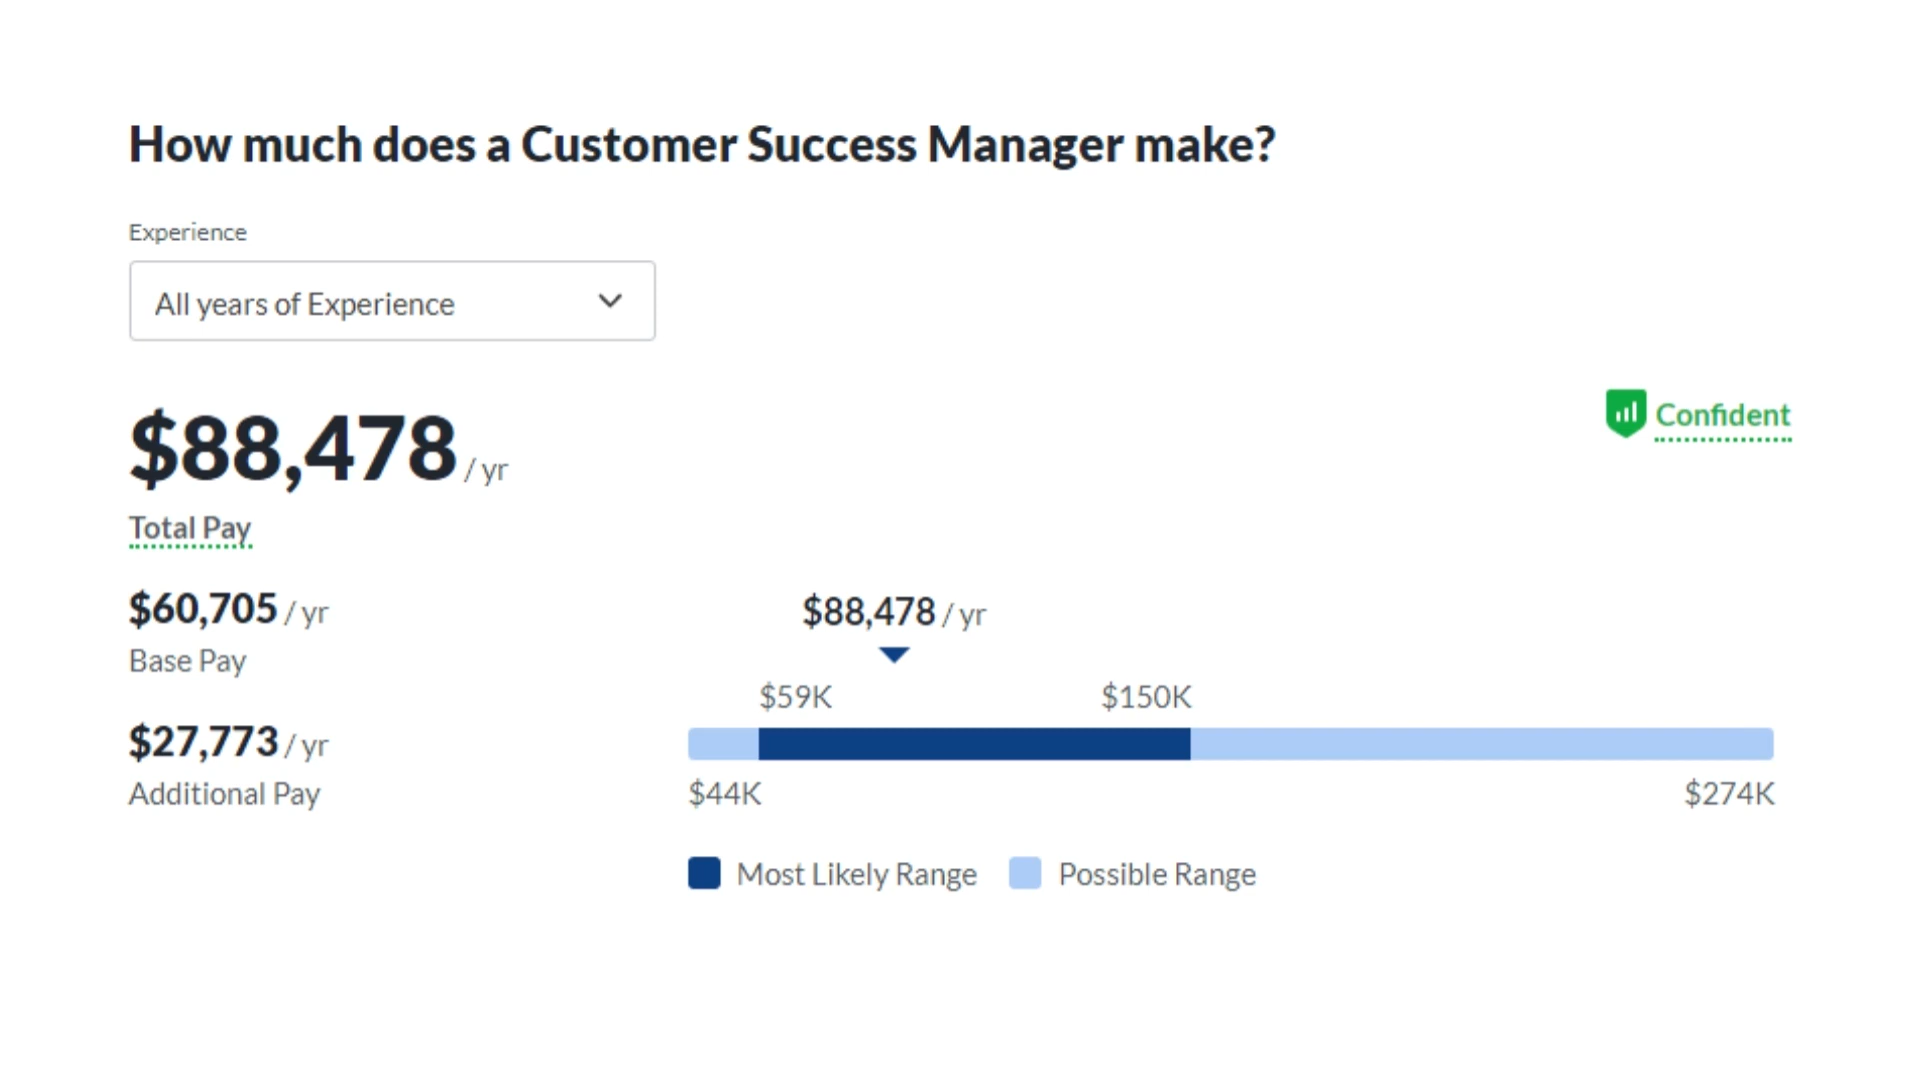 How much does a Customer Success Manager make?
Experience
All years of Experience
Confident
$88,478 / yr
Total Pay
$60,705 / yr
Base Pay
$27,773 / yr
Additional Pay
$88,478 / yr
$59K $150K
$44K $274K
Most Likely Range Possible Range